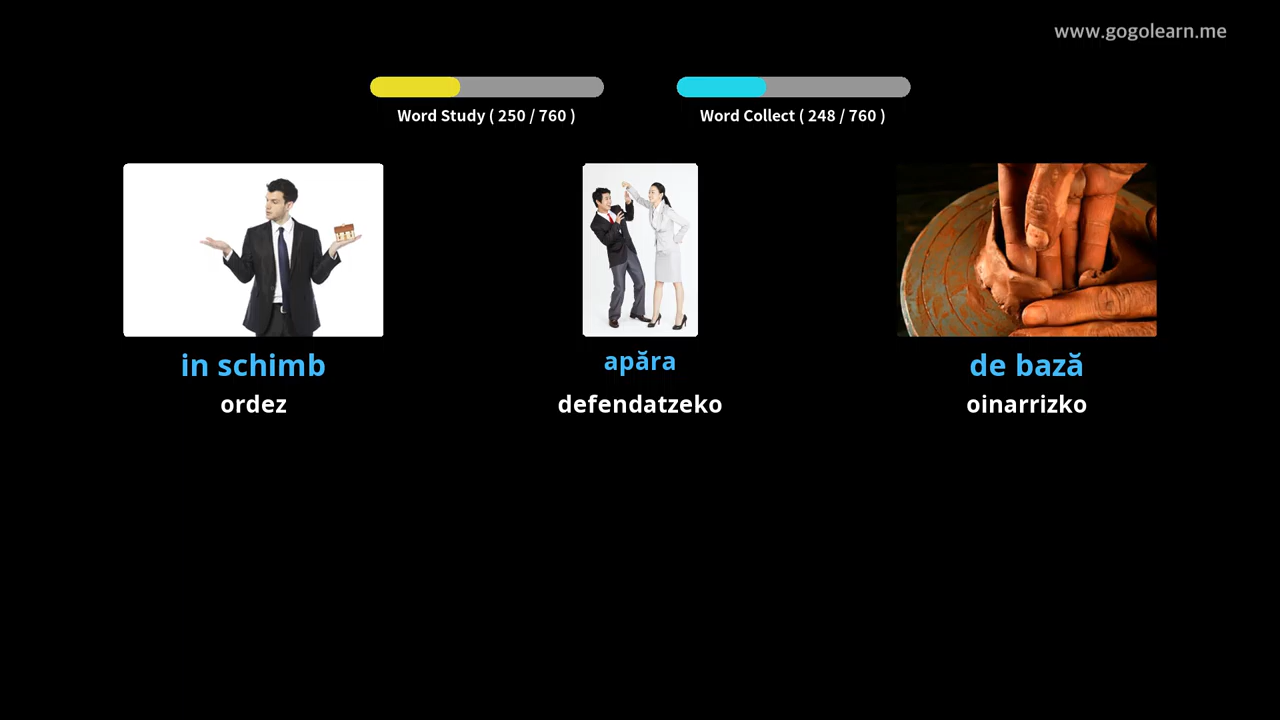 www.gogolearn.me
Word Study ( 250 / 760 )
Word Collect ( 248 / 760 )
in schimb
apăra
de bază
ordez
defendatzeko
oinarrizko